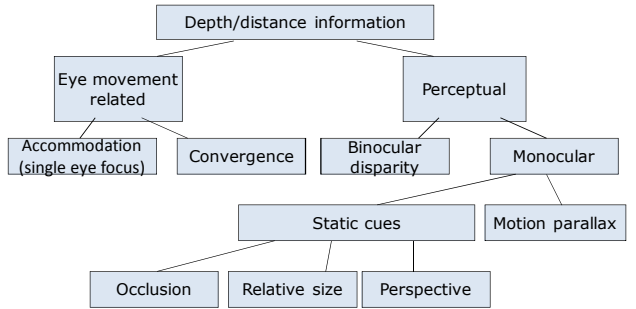 Depth/distance information
Eye movement
related
Perceptual
Accommodation
(single eye focus)
Convergence
Binocular
disparity
Monocular
Static cues
Motion parallax
Occlusion
Relative size
Perspective